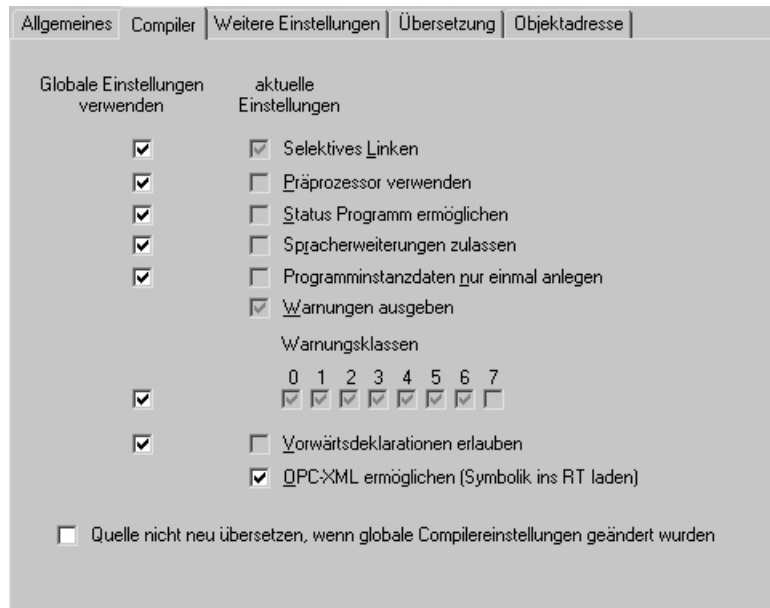 Allgemeines Compiler Weitere Einstellungen Übersetzung Objektadresse
Globale Einstellungen verwenden
aktuelle Einstellungen
Selektives Linken
Präprozessor verwenden
Status Programm ermöglichen
Spracherweiterungen zulassen
Programminstanzdaten nur einmal anlegen
Warnungen ausgeben
Warnungsklassen
0 1 2 3 4 5 6 7
Vorwärtsdeklarationen erlauben
OPC-XML ermöglichen (Symbolik ins RT laden)
Quelle nicht neu übersetzen, wenn globale Compilereinstellungen geändert wurden